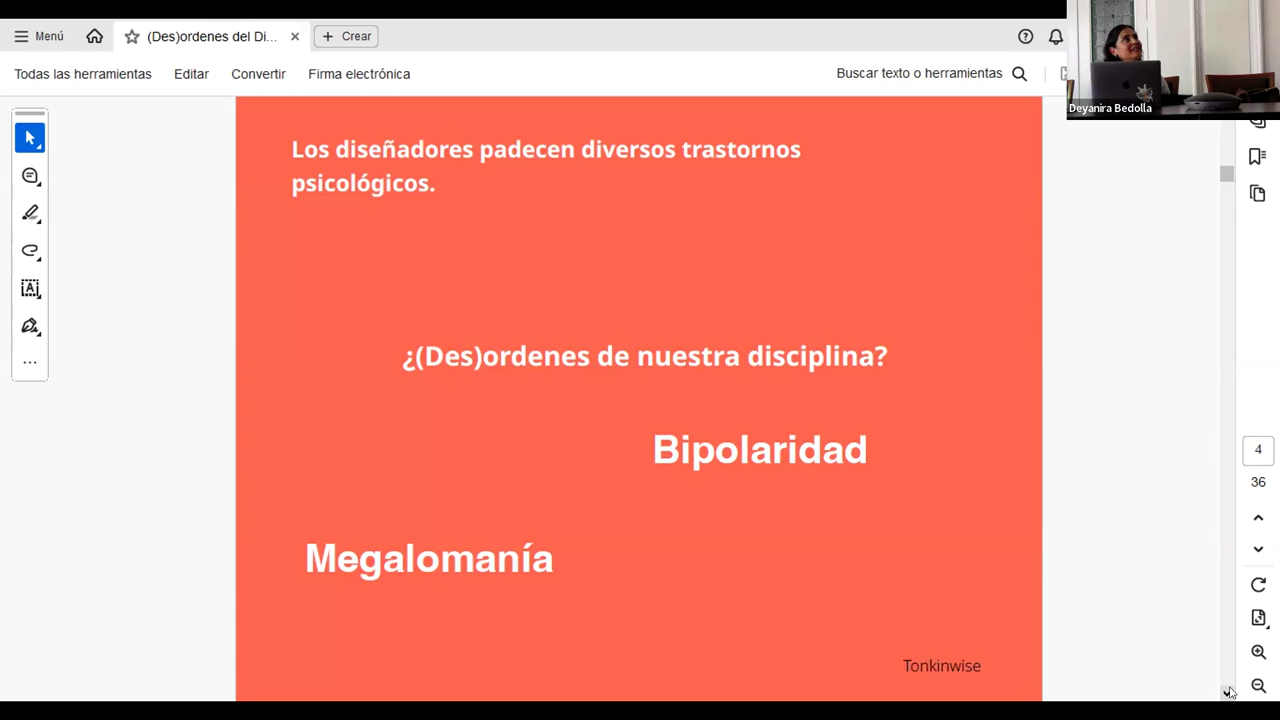 Menú
(Des)ordenes del Di...
Crear
Todas las herramientas
Editar
Convertir
Firma electrónica
Buscar texto o herramientas
Deyanira Bedolla
Los diseñadores padecen diversos trastornos
psicológicos.
¿(Des)ordenes de nuestra disciplina?
Bipolaridad
Megalomanía
Tonkinwise
4
36